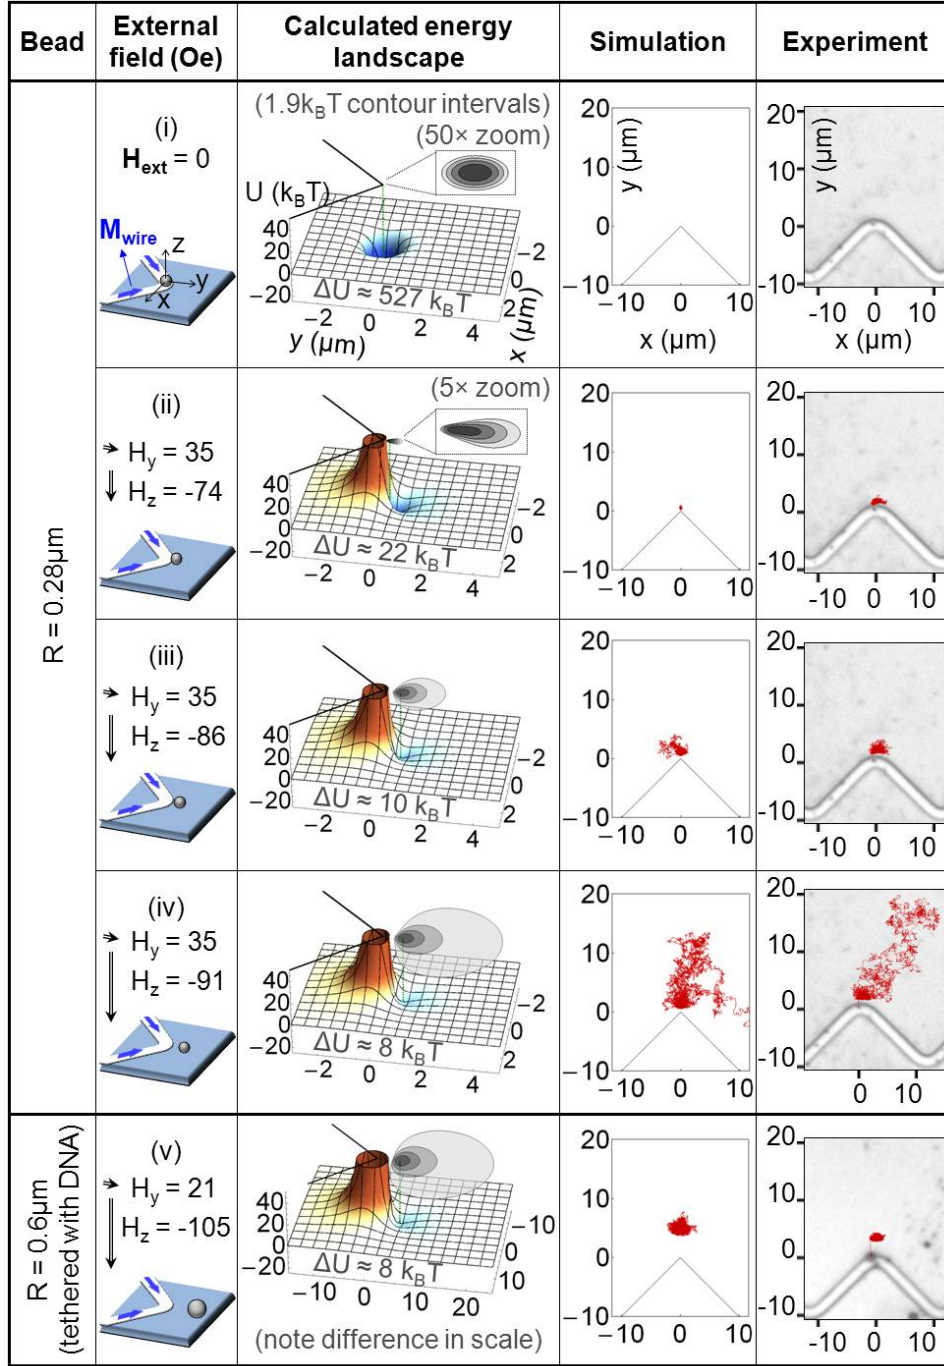 Bead
External
field (Oe)
Calculated energy
landscape
Simulation
Experiment
R = 0.28µm
(i)
Hext = 0
Mwire
z
y
x
(1.9kBT contour intervals)
(50× zoom)
U (kBT)
40
20
0
−20
ΔU ≈ 527 kBT
−2
0
2
4
y (µm)
−2
0
2
x (µm)
20
10
0
−10
y (µm)
−10
0
10
x (µm)
20
10
0
-10
y (µm)
-10
0
10
x (µm)
(ii)
Hy = 35
Hz = -74
(5× zoom)
40
20
0
−20
ΔU ≈ 22 kBT
−2
0
2
4
−2
0
2
20
10
0
−10
−10
0
10
20
10
0
-10
-10
0
10
(iii)
Hy = 35
Hz = -86
40
20
0
−20
ΔU ≈ 10 kBT
−2
0
2
4
−2
0
2
20
10
0
−10
−10
0
10
20
10
0
-10
-10
0
10
(iv)
Hy = 35
Hz = -91
40
20
0
−20
ΔU ≈ 8 kBT
−2
0
2
4
−2
0
2
20
10
0
−10
−10
0
10
20
10
0
-10
0
10
R = 0.6µm
(tethered with DNA)
(v)
Hy = 21
Hz = -105
40
20
0
−20
ΔU ≈ 8 kBT
−10
0
10
20
−10
0
10
(note difference in scale)
20
10
0
−10
−10
0
10
20
10
0
-10
-10
0
10